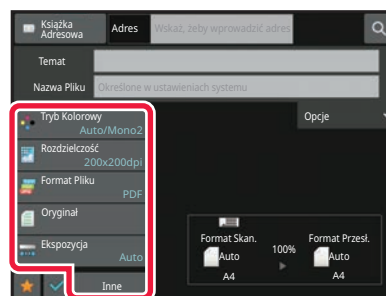 Książka
Adresowa
Adres
Wskaż, żeby wprowadzić adres
Temat
Nazwa Pliku
Określone w ustawieniach systemu
Tryb Kolorowy
Auto/Mono2
Opcje
Rozdzielczość
200x200dpi
Format Pliku
PDF
Oryginał
Ekspozycja
Auto
Inne
Format Skan.
100%
Format Przesł.
Auto
Auto
A4
A4